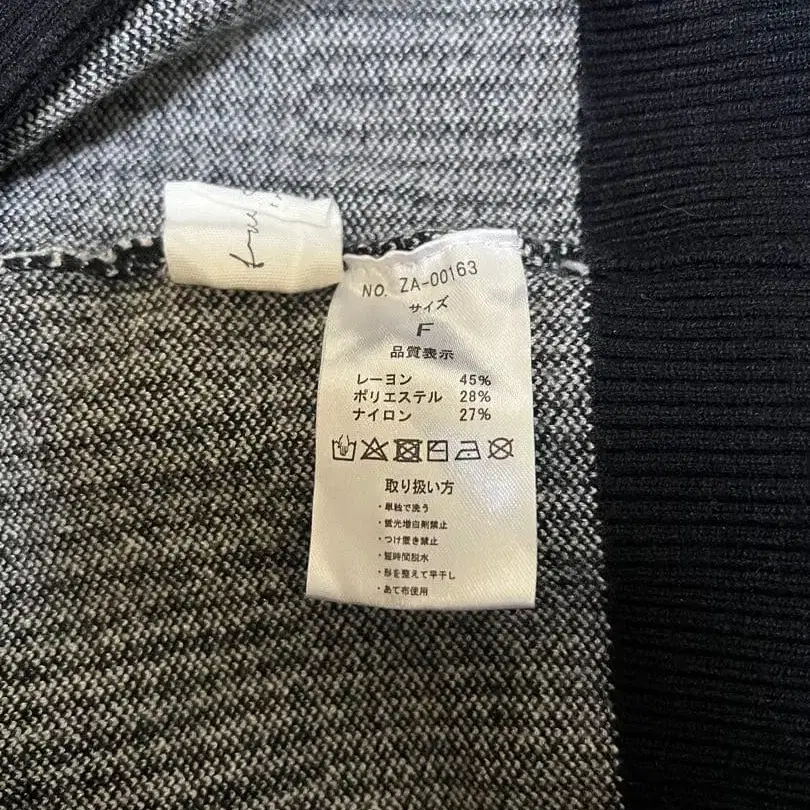 NO. ZA-00163
サイズ
F
品質表示
レーヨン 45%
ポリエステル 28%
ナイロン 27%
取り扱い方
・単独で洗う
・蛍光増白剤禁止
・つけ置き禁止
・短時間脱水
・形を整えて平干し
・あて布使用